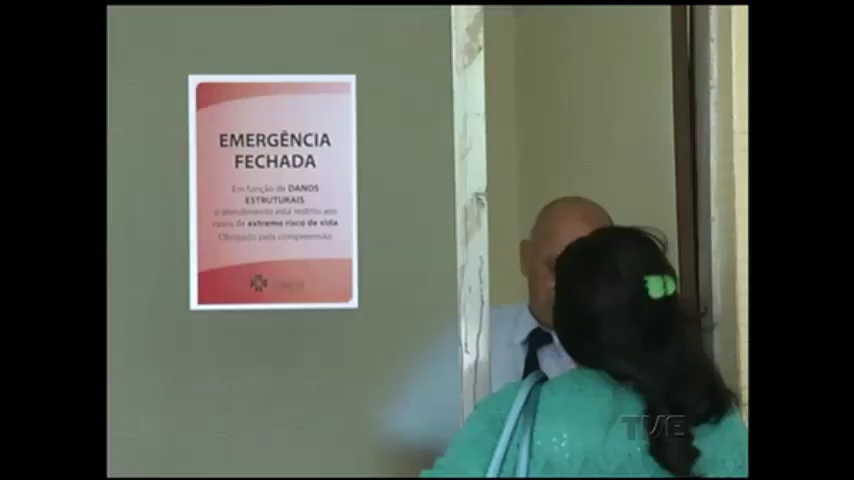 EMERGÊNCIA
FECHADA
Em função de DANOS
ESTRUTURAIS,
o atendimento está restrito aos
casos de extremo risco de vida.
Obrigado pela compreensão.
TVE